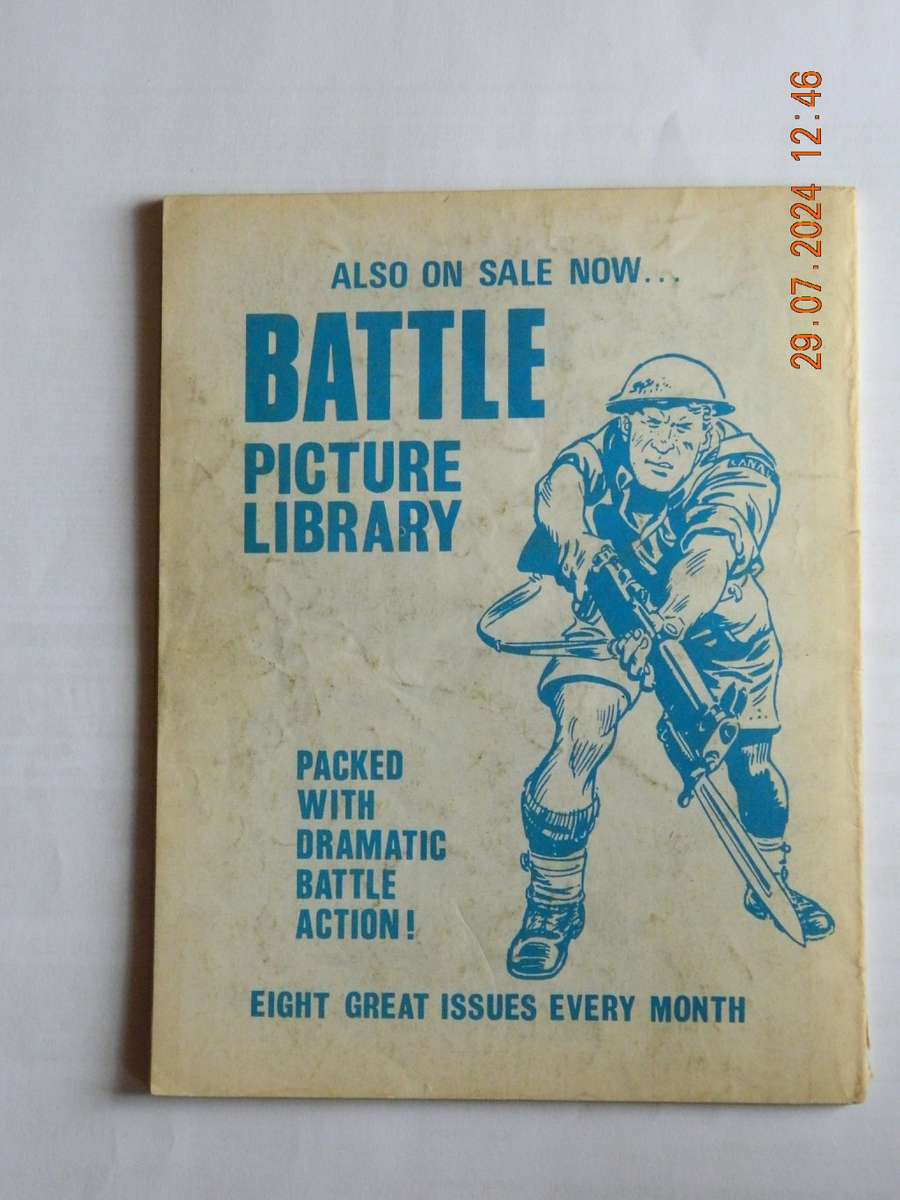 29.07.2024 12:46
ALSO ON SALE NOW...
BATTLE
PICTURE
LIBRARY
CANA
PACKED
WITH
DRAMATIC
BATTLE
ACTION!
EIGHT GREAT ISSUES EVERY MONTH